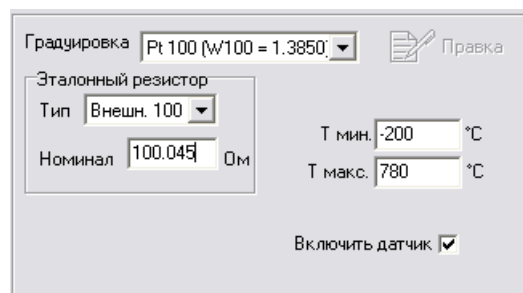 Градуировка Pt 100 (W100 = 1.3850) Правка
Эталонный резистор
Тип Внешн. 100
Номинал 100.045 Ом
T мин. -200 °C
T макс. 780 °C
Включить датчик